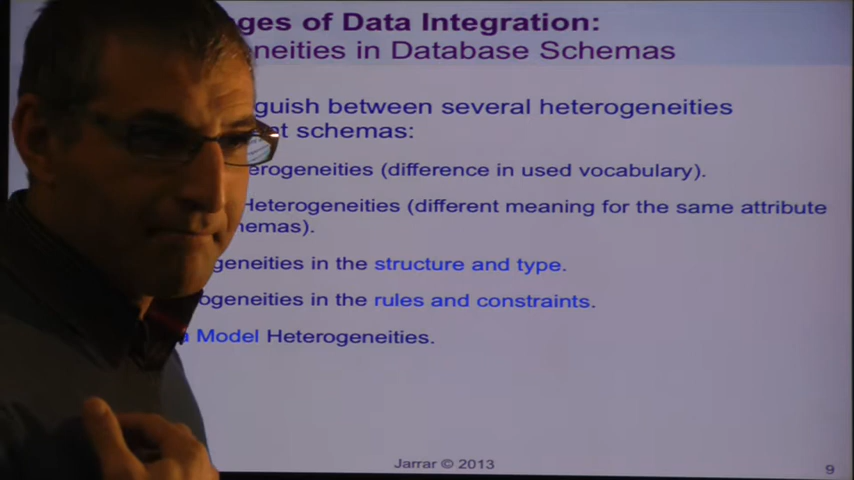 ges of Data Integration:
neities in Database Schemas
guish between several heterogeneities
et schemas:
erogeneities (difference in used vocabulary).
Heterogeneities (different meaning for the same attribute
hemas).
geneities in the structure and type.
ogeneities in the rules and constraints.
a Model Heterogeneities.
Jarrar © 2013
9